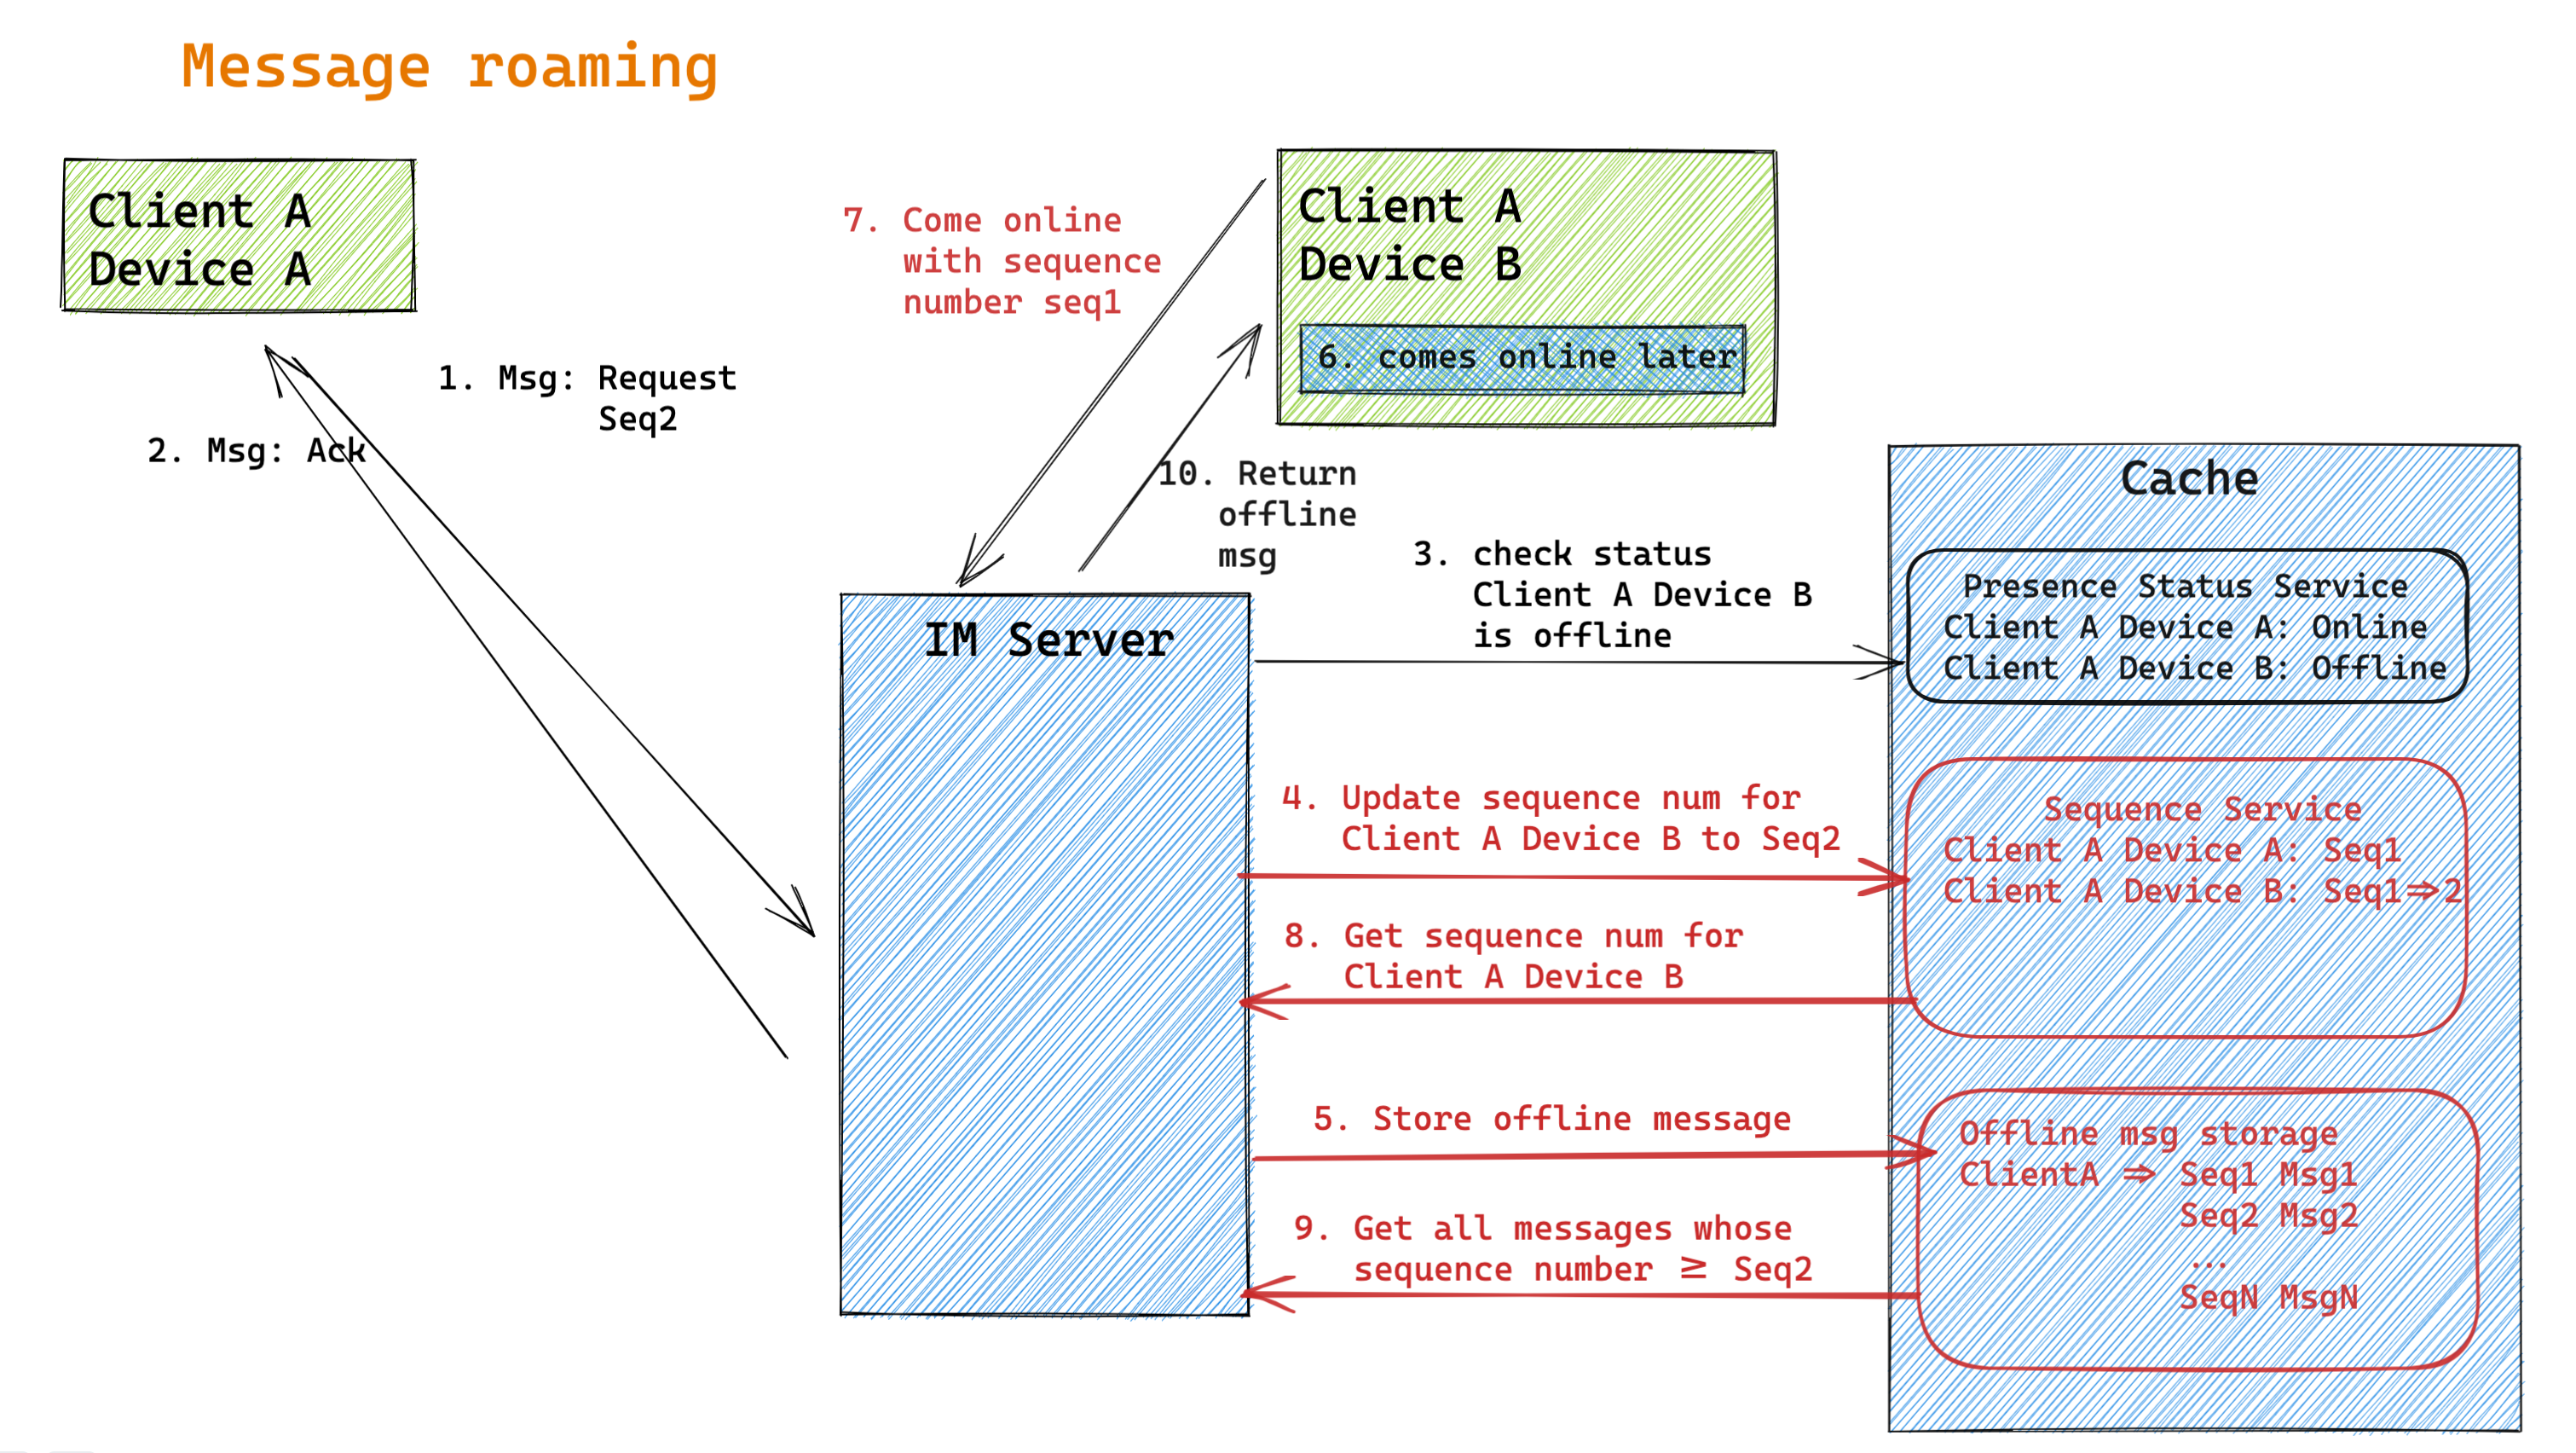 Message roaming
Client A
Device A
1. Msg: Request
Seq2
2. Msg: Ack
7. Come online
with sequence
number seq1
Client A
Device B
6. comes online later
10. Return
offline
msg
IM Server
3. check status
Client A Device B
is offline
4. Update sequence num for
Client A Device B to Seq2
8. Get sequence num for
Client A Device B
5. Store offline message
9. Get all messages whose
sequence number ≥ Seq2
Cache
Presence Status Service
Client A Device A: Online
Client A Device B: Offline
Sequence Service
Client A Device A: Seq1
Client A Device B: Seq1⇒2
Offline msg storage
ClientA ⇒ Seq1 Msg1
Seq2 Msg2
...
SeqN MsgN